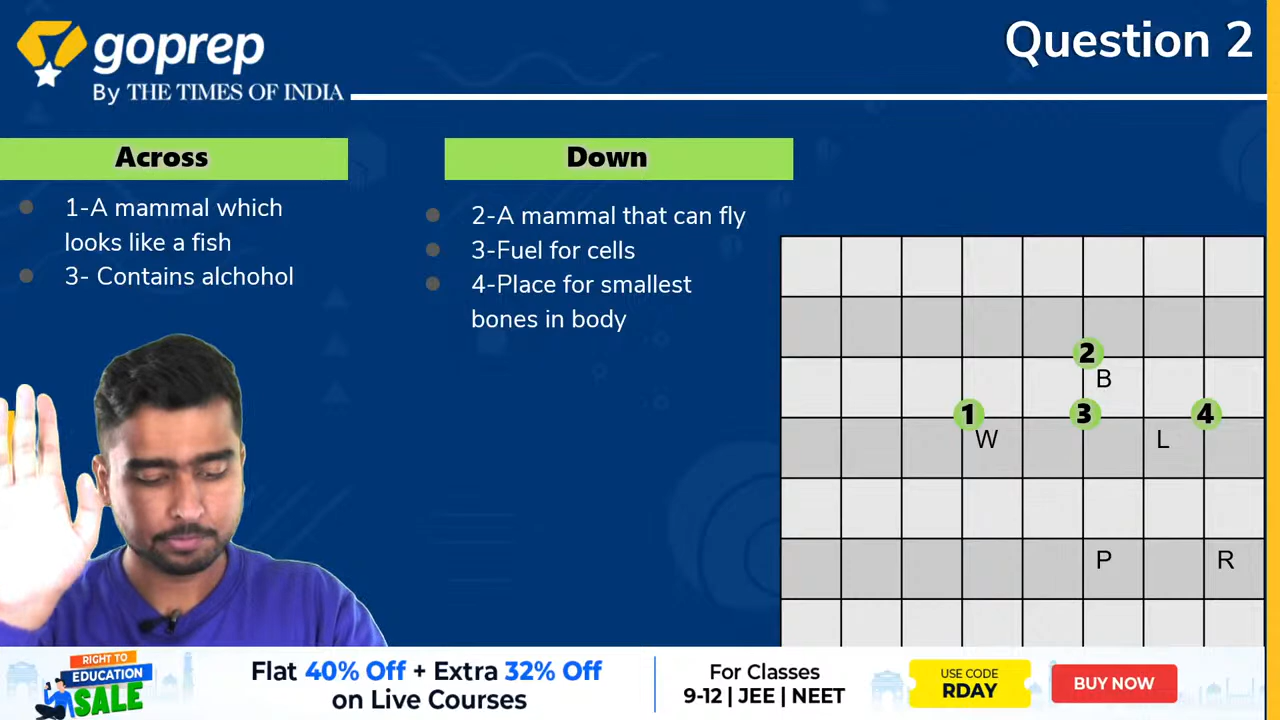 goprep
By THE TIMES OF INDIA
Question 2
Across
1-A mammal which
looks like a fish
3- Contains alchohol
Down
2-A mammal that can fly
3-Fuel for cells
4-Place for smallest
bones in body
2
B
1
3
4
W
L
P
R
RIGHT TO
EDUCATION
SALE
Flat 40% Off + Extra 32% Off
on Live Courses
For Classes
9-12 | JEE | NEET
USE CODE
RDAY
BUY NOW